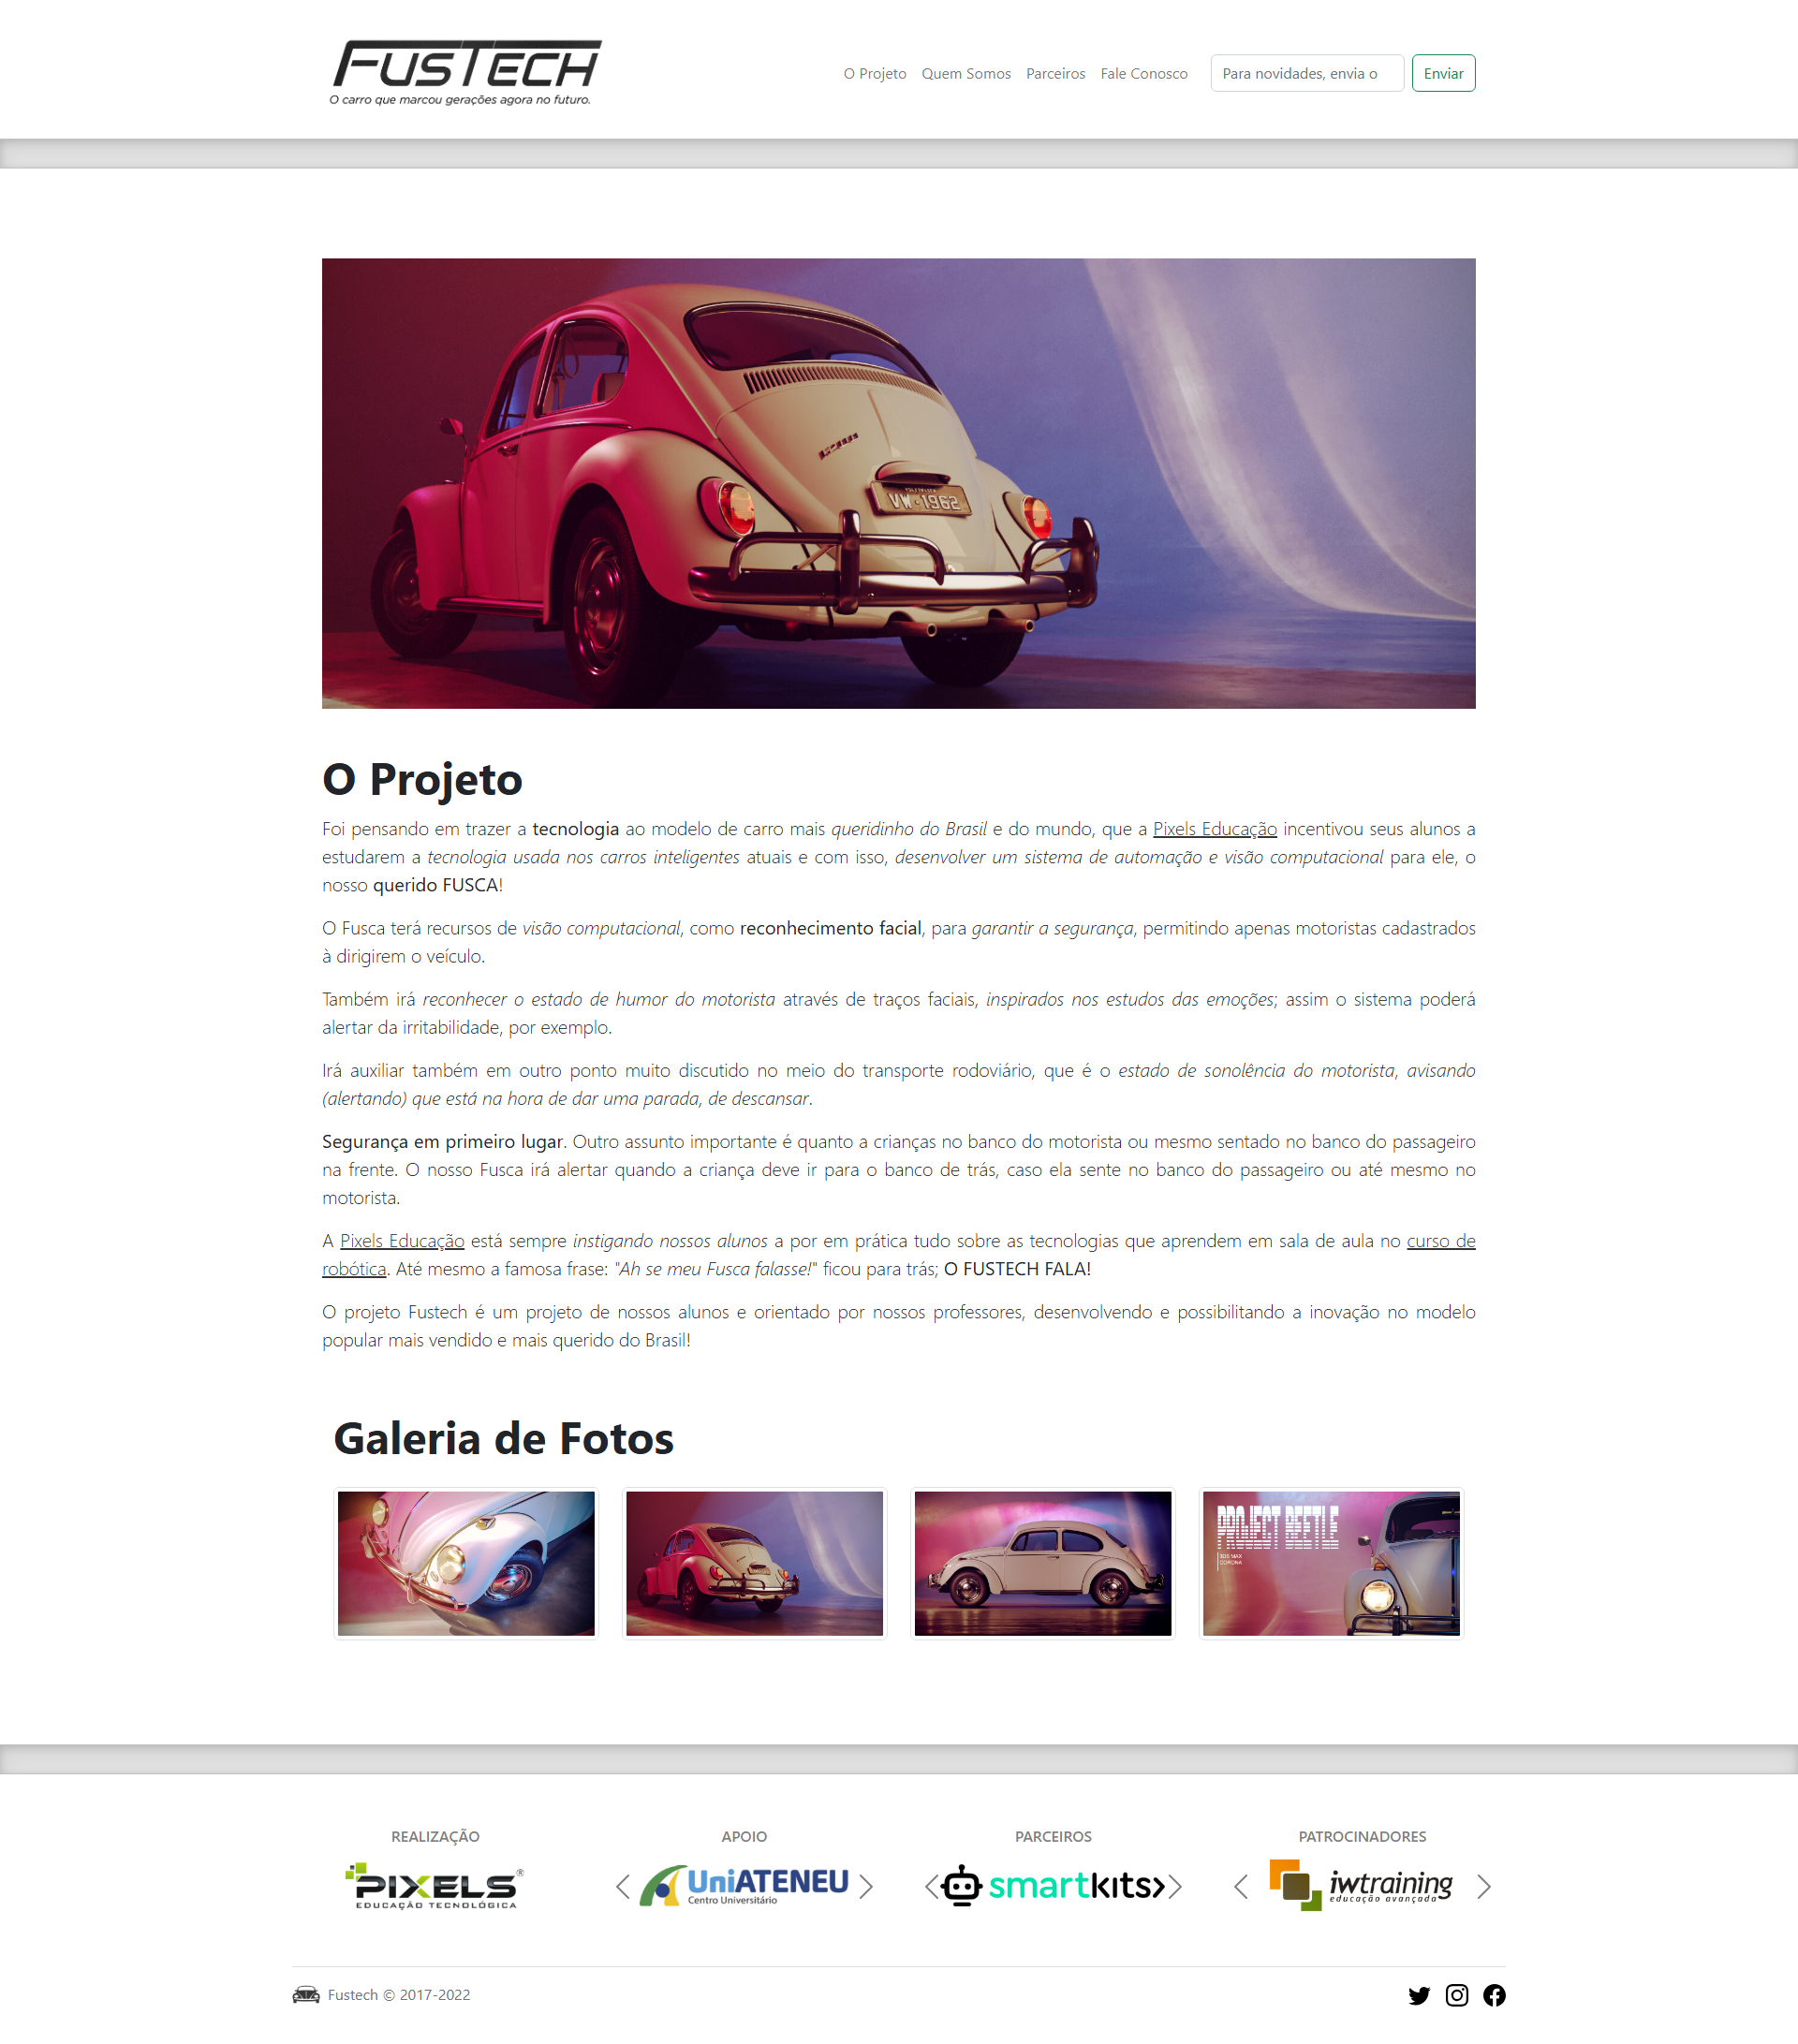 FUSTECH
O carro que marcou gerações agora no futuro.
O Projeto Quem Somos Parceiros Fale Conosco Para novidades, envia o Enviar
VW·1962
O Projeto
Foi pensando em trazer a tecnologia ao modelo de carro mais queridinho do Brasil e do mundo, que a Pixels Educação incentivou seus alunos a
estudarem a tecnologia usada nos carros inteligentes atuais e com isso, desenvolver um sistema de automação e visão computacional para ele, o
nosso querido FUSCA!
O Fusca terá recursos de visão computacional, como reconhecimento facial, para garantir a segurança, permitindo apenas motoristas cadastrados
à dirigirem o veículo.
Também irá reconhecer o estado de humor do motorista através de traços faciais, inspirados nos estudos das emoções; assim o sistema poderá
alertar da irritabilidade, por exemplo.
Irá auxiliar também em outro ponto muito discutido no meio do transporte rodoviário, que é o estado de sonolência do motorista, avisando
(alertando) que está na hora de dar uma parada, de descansar.
Segurança em primeiro lugar. Outro assunto importante é quanto a crianças no banco do motorista ou mesmo sentado no banco do passageiro
na frente. O nosso Fusca irá alertar quando a criança deve ir para o banco de trás, caso ela sente no banco do passageiro ou até mesmo no
motorista.
A Pixels Educação está sempre instigando nossos alunos a por em prática tudo sobre as tecnologias que aprendem em sala de aula no curso de
robótica. Até mesmo a famosa frase: "Ah se meu Fusca falasse!" ficou para trás; O FUSTECH FALA!
O projeto Fustech é um projeto de nossos alunos e orientado por nossos professores, desenvolvendo e possibilitando a inovação no modelo
popular mais vendido e mais querido do Brasil!
Galeria de Fotos
PROJECT BEETLE
3DS MAX
CORONA
REALIZAÇÃO APOIO PARCEIROS PATROCINADORES
PIXELS®
EDUCAÇÃO TECNOLÓGICA
UniATENEU
Centro Universitário
smartkits
iwtraining
educação avançada
Fustech © 2017-2022